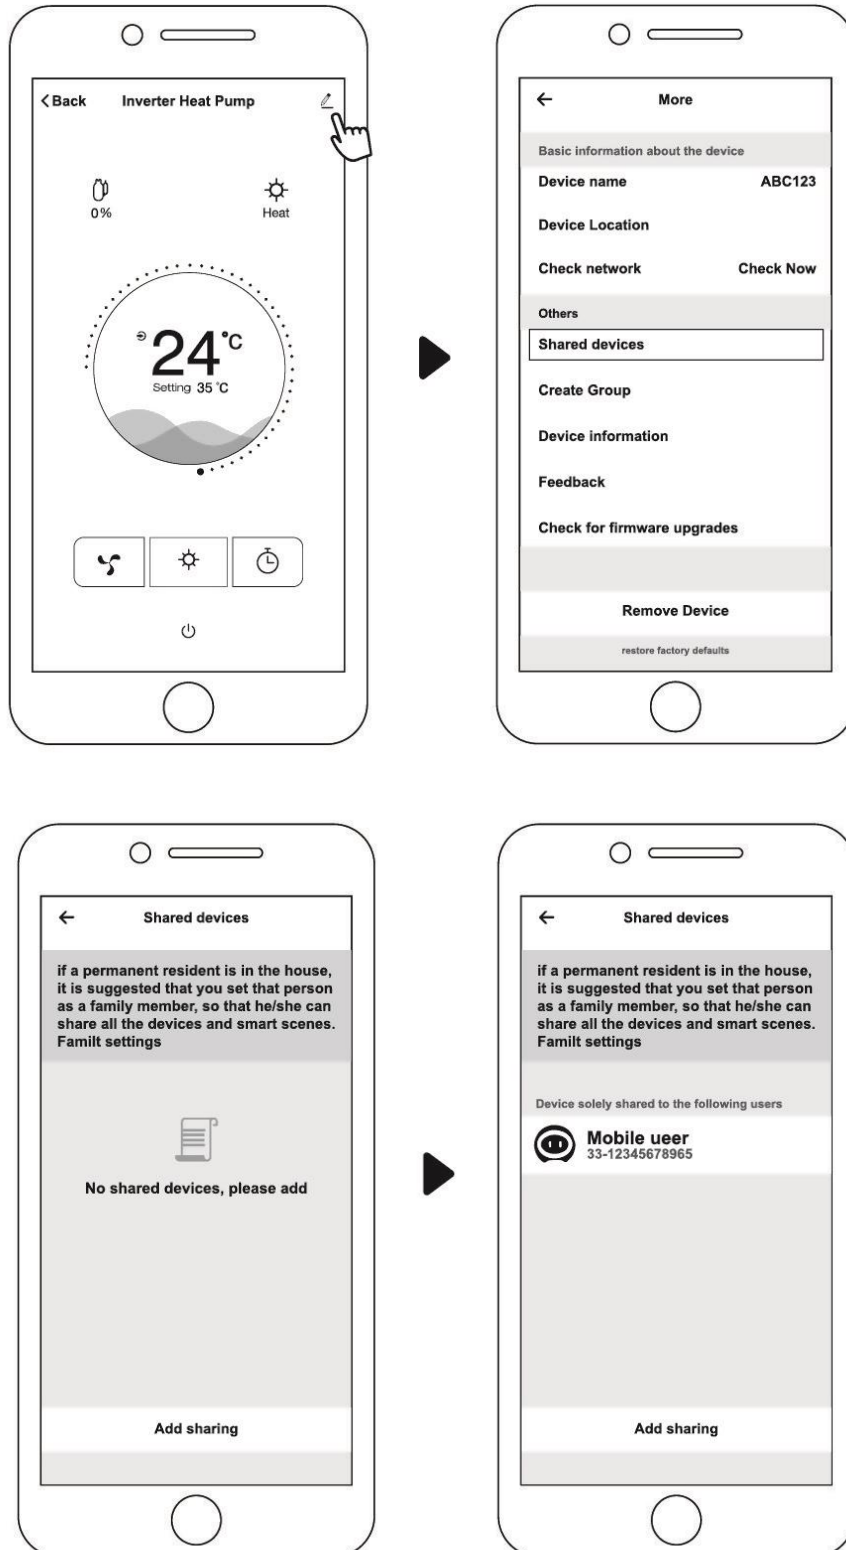 Back Inverter Heat Pump
0%
Heat
24°C
Setting 35 °C
More
Basic information about the device
Device name ABC123
Device Location
Check network Check Now
Others
Shared devices
Create Group
Device information
Feedback
Check for firmware upgrades
Remove Device
restore factory defaults
Shared devices
if a permanent resident is in the house,
it is suggested that you set that person
as a family member, so that he/she can
share all the devices and smart scenes.
Familt settings
No shared devices, please add
Add sharing
Shared devices
if a permanent resident is in the house,
it is suggested that you set that person
as a family member, so that he/she can
share all the devices and smart scenes.
Familt settings
Device solely shared to the following users
Mobile ueer
33-12345678965
Add sharing